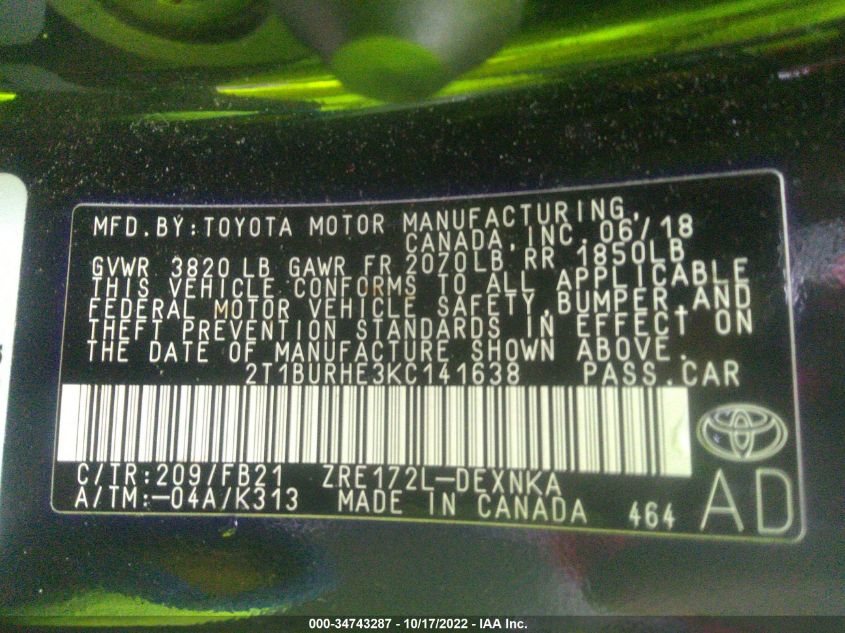 MFD. BY: TOYOTA MOTOR MANUFACTURING,
CANADA, INC. 06/18
GVWR 3820 LB GAWR FR 2070LB RR 1850LB
THIS VEHICLE CONFORMS TO ALL APPLICABLE
FEDERAL MOTOR VEHICLE SAFETY, BUMPER, AND
THEFT PREVENTION STANDARDS IN EFFECT ON
THE DATE OF MANUFACTURE SHOWN ABOVE.
2T1BURHE3KC141638 PASS. CAR
C/TR: 209/FB21 ZRE172L-DEXNKA
A/TM: -04A/K313 MADE IN CANADA 464 AD
000-34743287 - 10/17/2022 - IAA Inc.